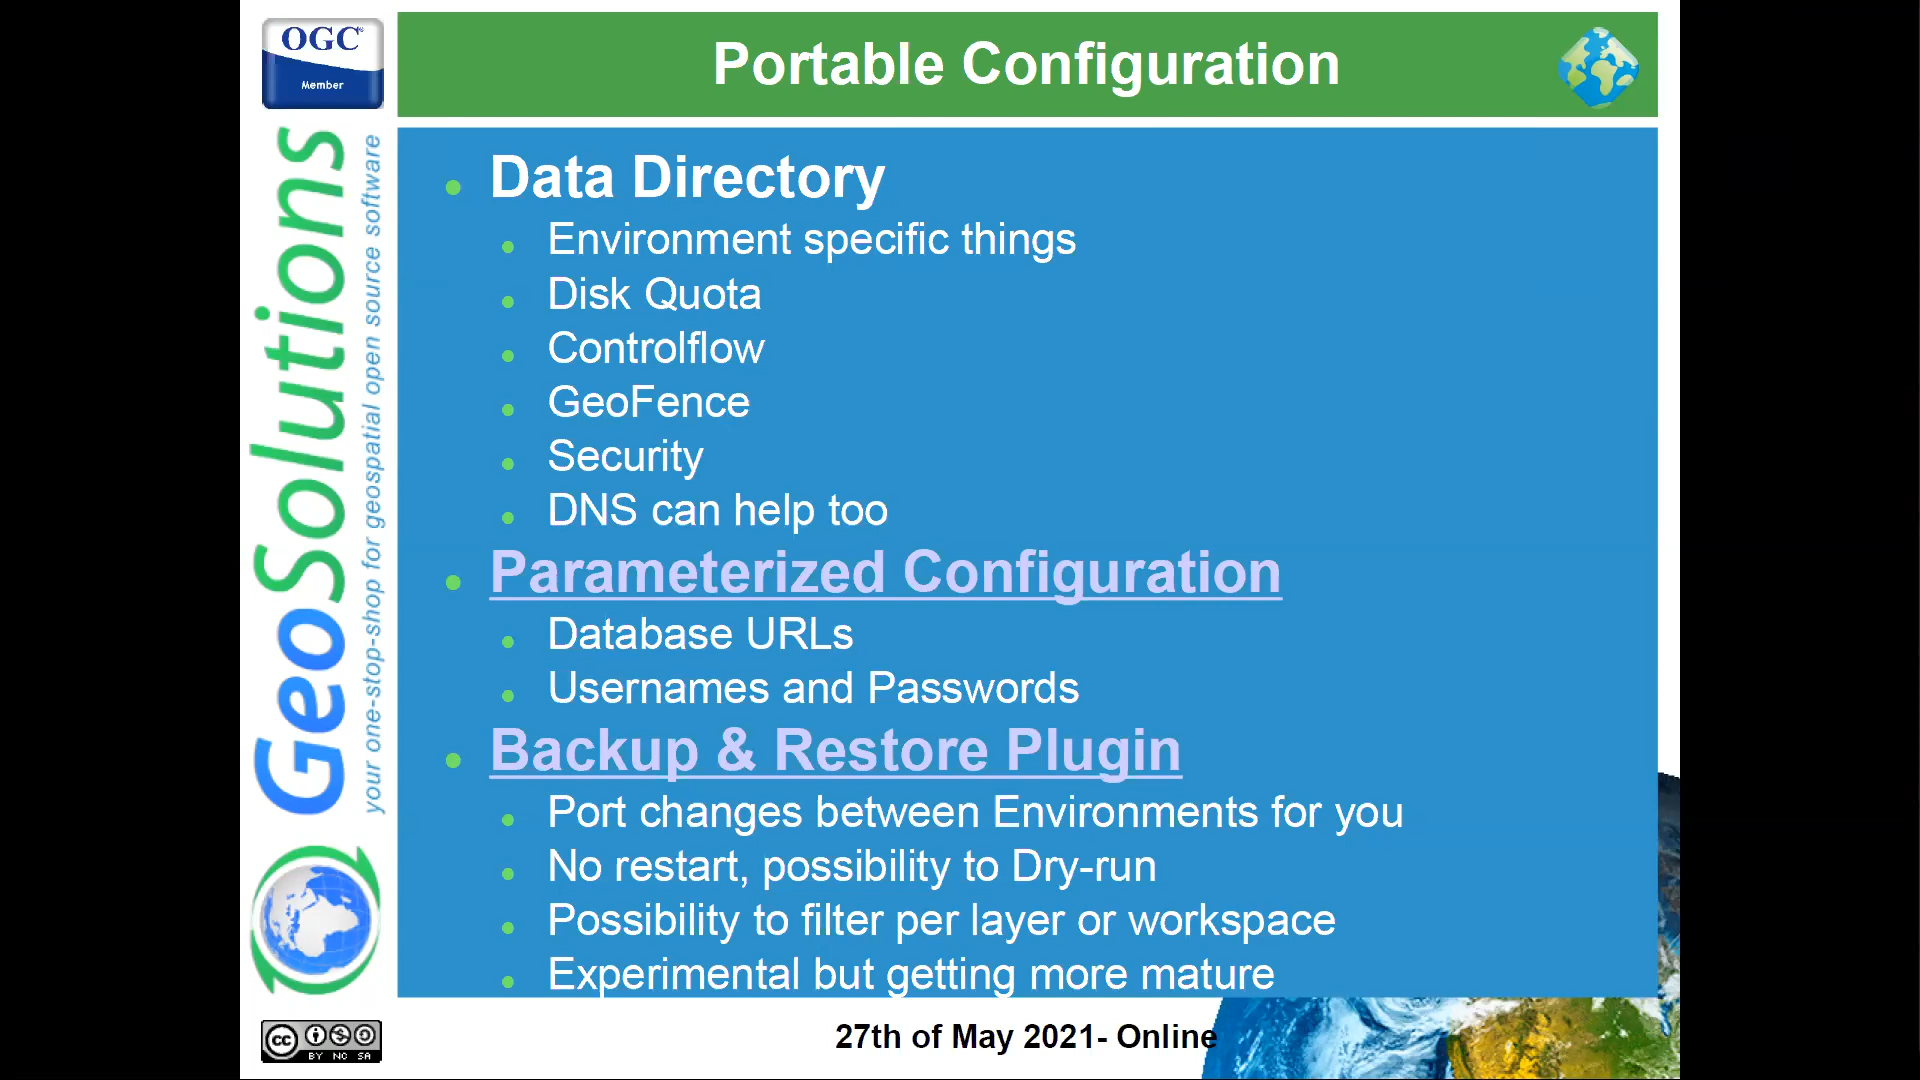 OGC
Member
Portable Configuration
GeoSolutions
your one-stop-shop for geospatial open source software
Data Directory
Environment specific things
Disk Quota
Controlflow
GeoFence
Security
DNS can help too
Parameterized Configuration
Database URLs
Usernames and Passwords
Backup & Restore Plugin
Port changes between Environments for you
No restart, possibility to Dry-run
Possibility to filter per layer or workspace
Experimental but getting more mature
cc BY NC SA
27th of May 2021- Online